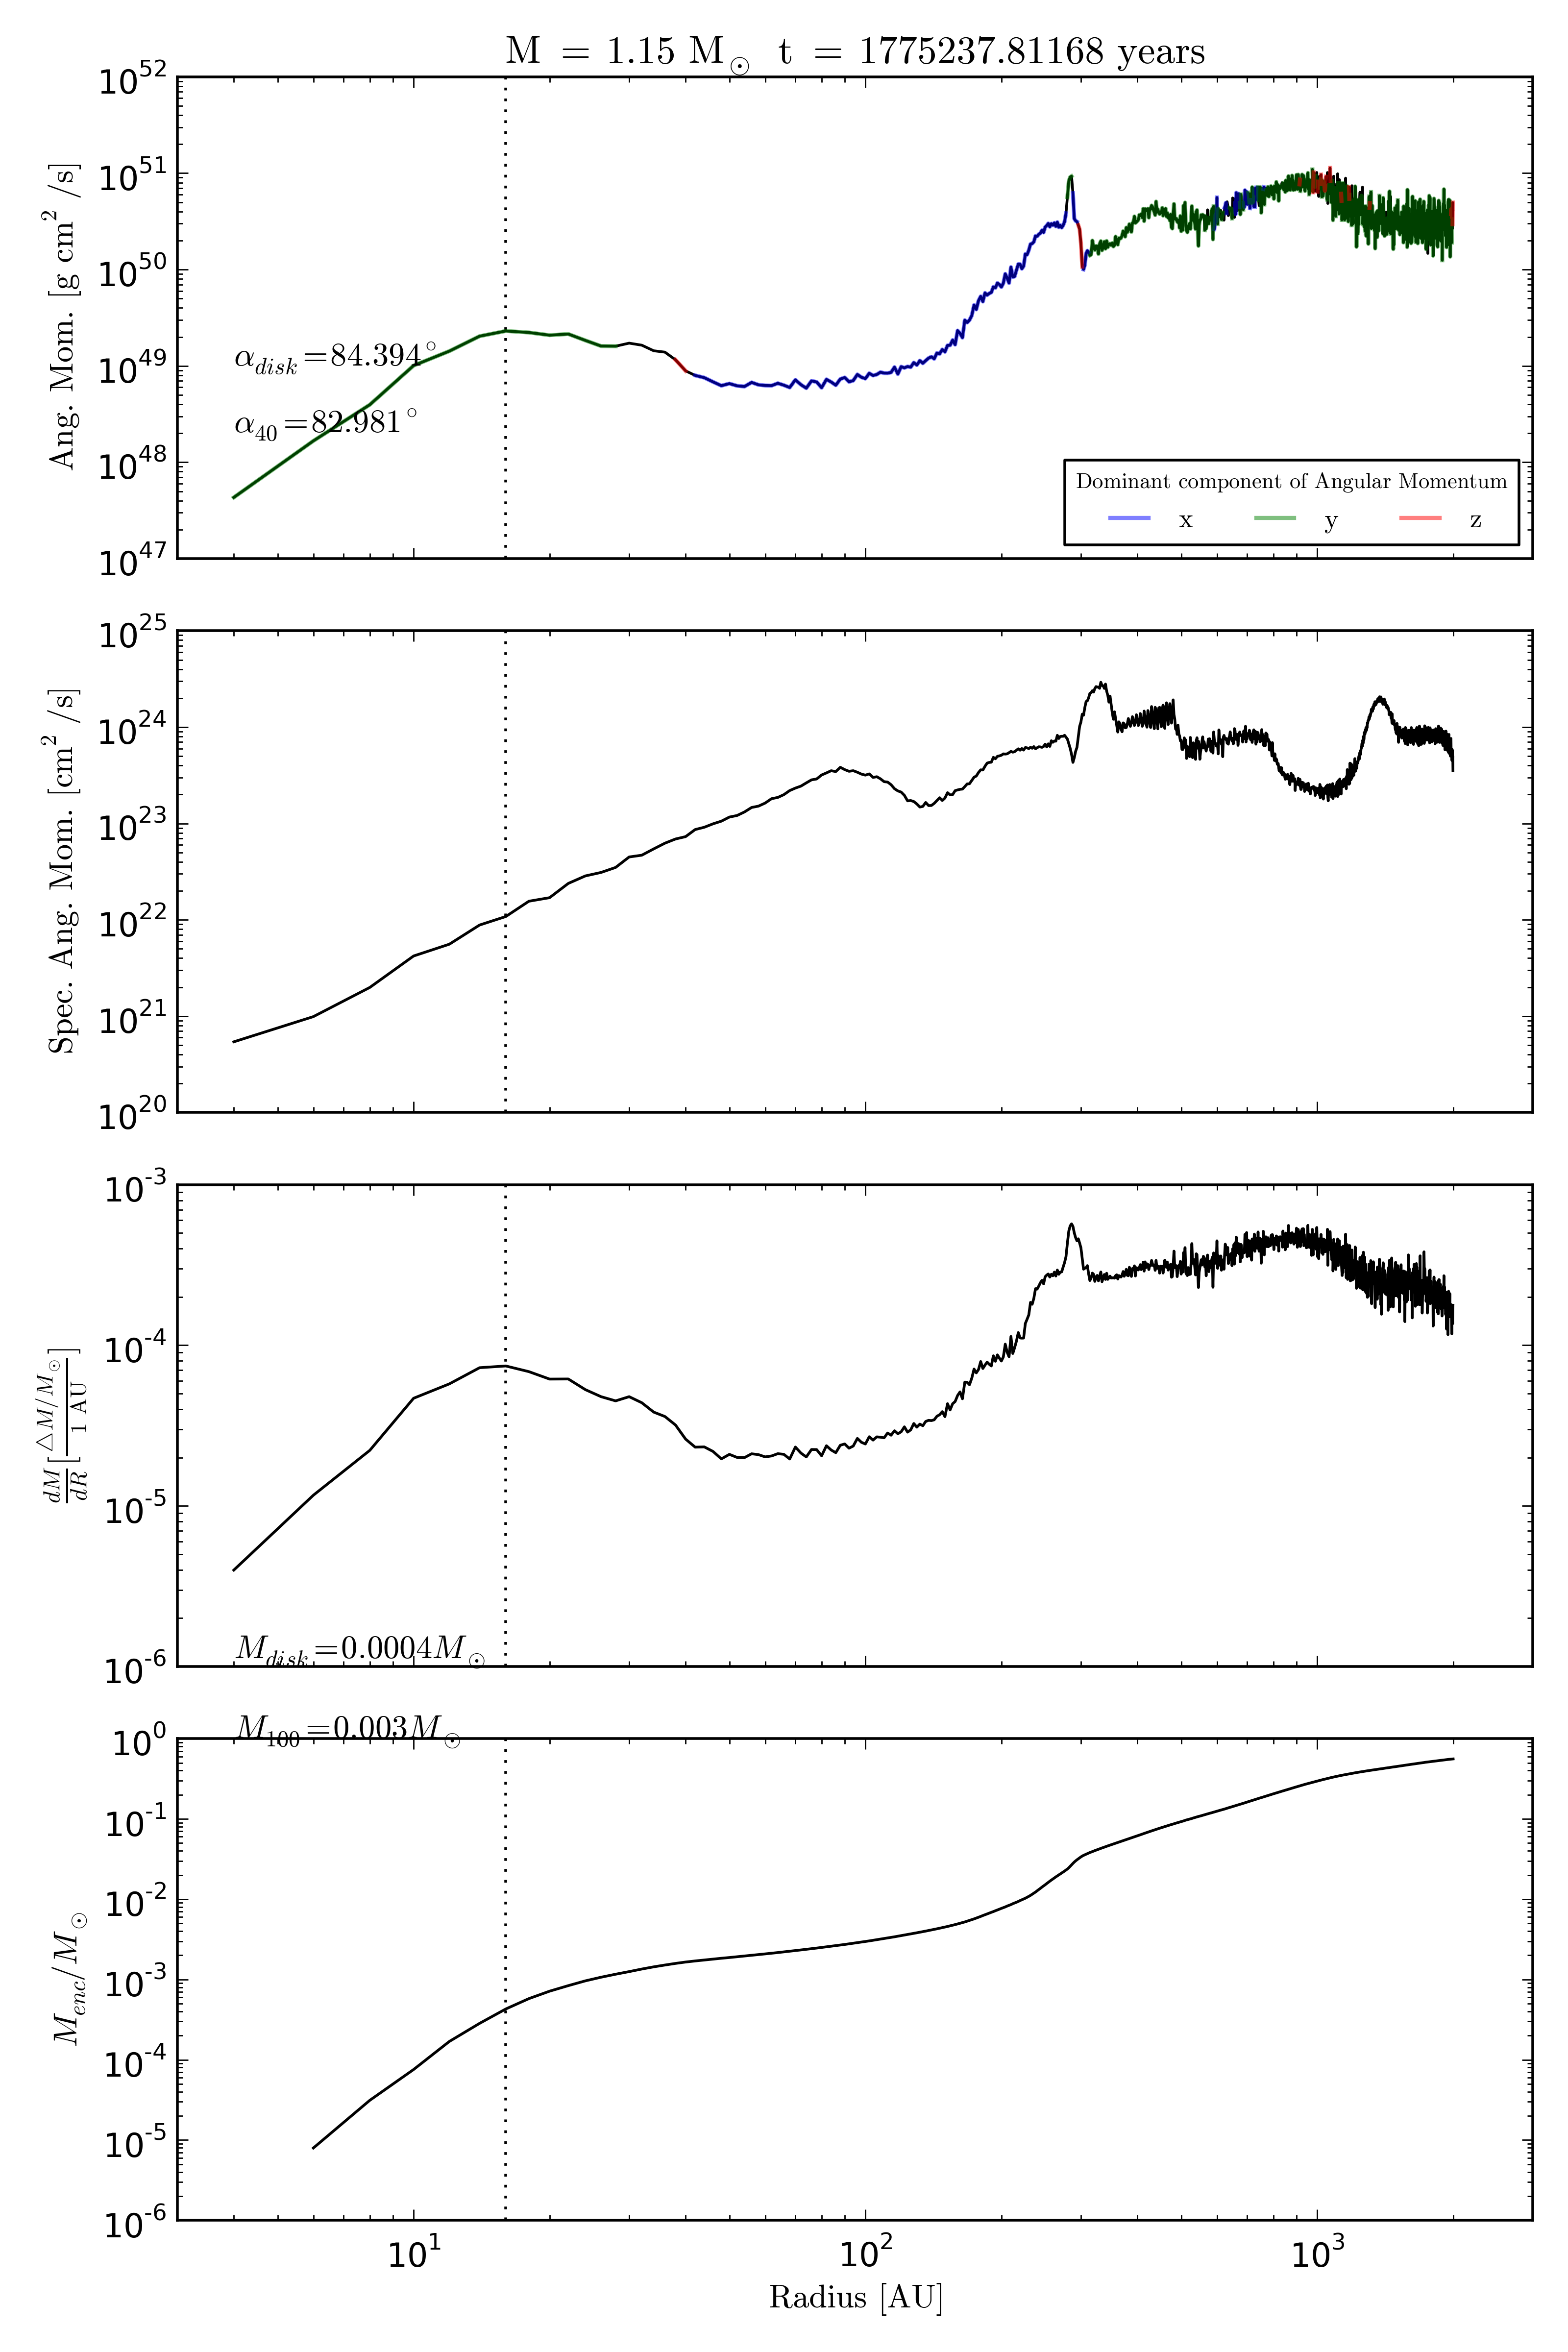 M = 1.15 M⊙ t = 1775237.81168 years
10^52
10^51
10^50
10^49
10^48
10^47
Ang. Mom. [g cm^2 /s]
α_disk=84.394°
α_40=82.981°
Dominant component of Angular Momentum
x y z
10^25
10^24
10^23
10^22
10^21
10^20
Spec. Ang. Mom. [cm^2 /s]
10^-3
10^-4
10^-5
10^-6
dM/dR [△M/M⊙ / 1 AU]
M_disk=0.0004M⊙
M_100=0.003M⊙
10^0
10^-1
10^-2
10^-3
10^-4
10^-5
10^-6
M_enc/M⊙
10^1 10^2 10^3
Radius [AU]